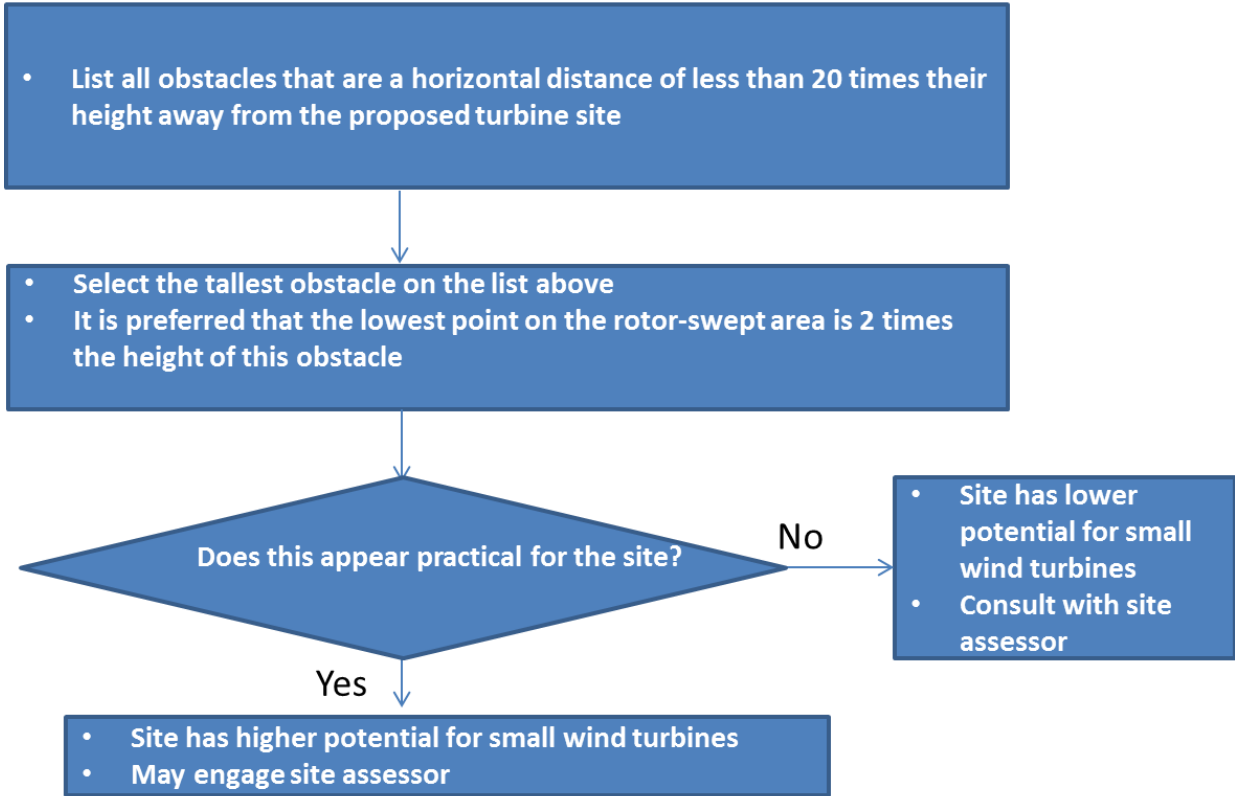 • List all obstacles that are a horizontal distance of less than 20 times their
height away from the proposed turbine site
• Select the tallest obstacle on the list above
• It is preferred that the lowest point on the rotor-swept area is 2 times
the height of this obstacle
Does this appear practical for the site?
No
• Site has lower
potential for small
wind turbines
• Consult with site
assessor
Yes
• Site has higher potential for small wind turbines
• May engage site assessor